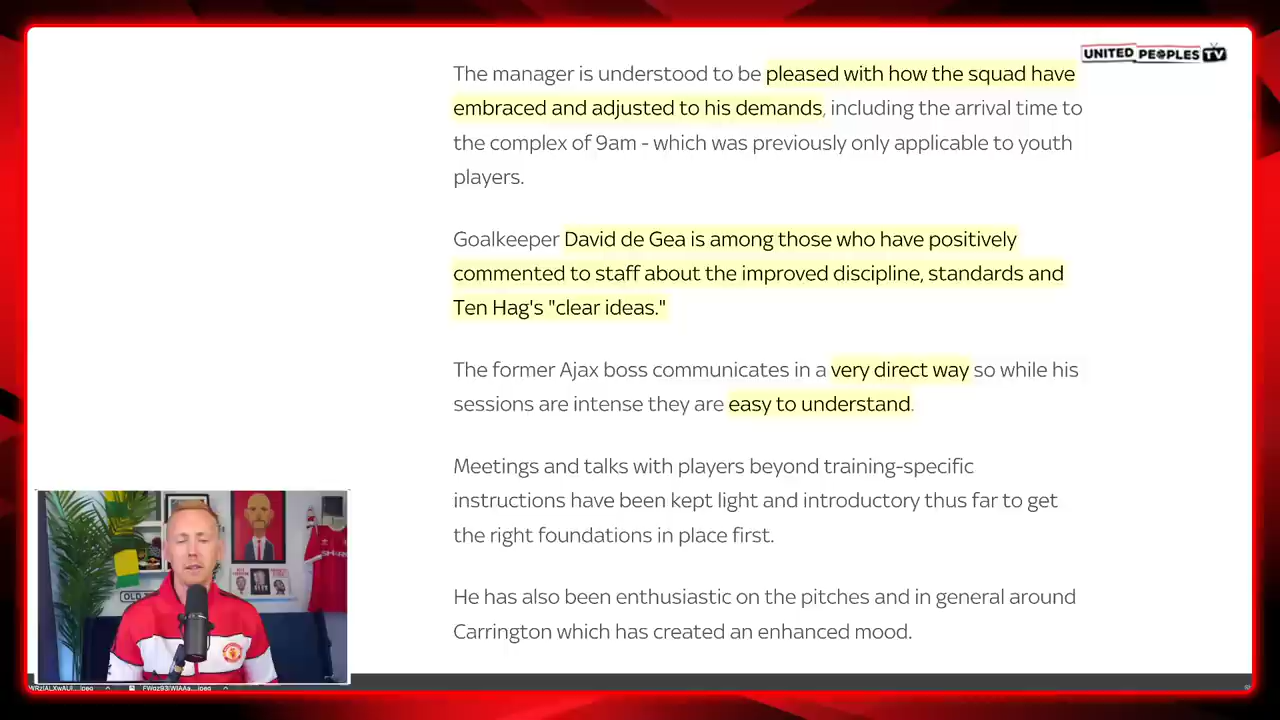 UNITED PEOPLES TV
The manager is understood to be pleased with how the squad have
embraced and adjusted to his demands, including the arrival time to
the complex of 9am - which was previously only applicable to youth
players.
Goalkeeper David de Gea is among those who have positively
commented to staff about the improved discipline, standards and
Ten Hag's "clear ideas."
The former Ajax boss communicates in a very direct way so while his
sessions are intense they are easy to understand.
Meetings and talks with players beyond training-specific
instructions have been kept light and introductory thus far to get
the right foundations in place first.
He has also been enthusiastic on the pitches and in general around
Carrington which has created an enhanced mood.